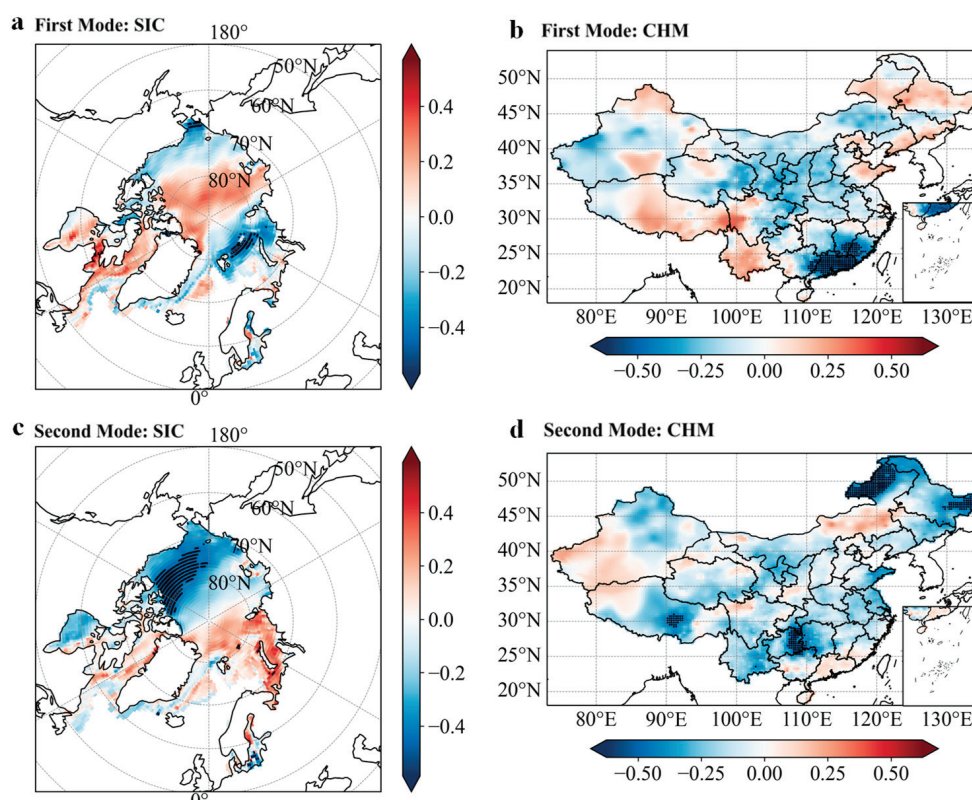 a First Mode: SIC
180°
50°N
60°N
70°N
80°N
0°
0.4
0.2
0.0
−0.2
−0.4
b First Mode: CHM
50°N
45°N
40°N
35°N
30°N
25°N
20°N
80°E 90°E 100°E 110°E 120°E 130°E
−0.50 −0.25 0.00 0.25 0.50
c Second Mode: SIC
180°
50°N
60°N
70°N
80°N
0°
0.4
0.2
0.0
−0.2
−0.4
d Second Mode: CHM
50°N
45°N
40°N
35°N
30°N
25°N
20°N
80°E 90°E 100°E 110°E 120°E 130°E
−0.50 −0.25 0.00 0.25 0.50